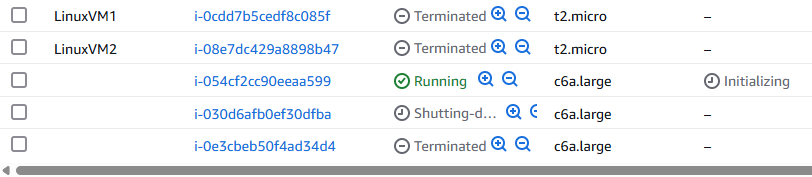 LinuxVM1 i-0cdd7b5cedf8c085f Terminated t2.micro –
LinuxVM2 i-08e7dc429a8898b47 Terminated t2.micro –
i-054cf2cc90eeaa599 Running c6a.large Initializing
i-030d6afb0ef30dfba Shutting-d... c6a.large –
i-0e3cbeb50f4ad34d4 Terminated c6a.large –